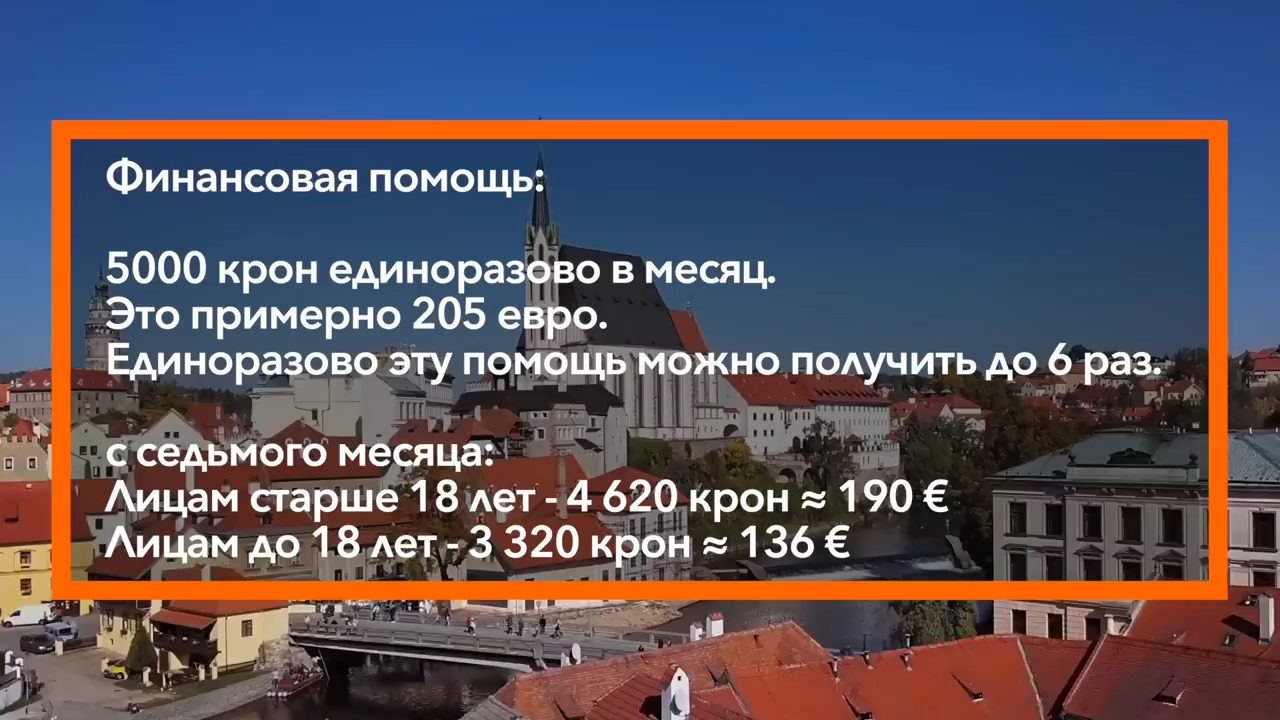 Финансовая помощь:
5000 крон единоразово в месяц.
Это примерно 205 евро.
Единоразово эту помощь можно получить до 6 раз.
с седьмого месяца:
Лицам старше 18 лет - 4 620 крон ≈ 190 €
Лицам до 18 лет - 3 320 крон ≈ 136 €